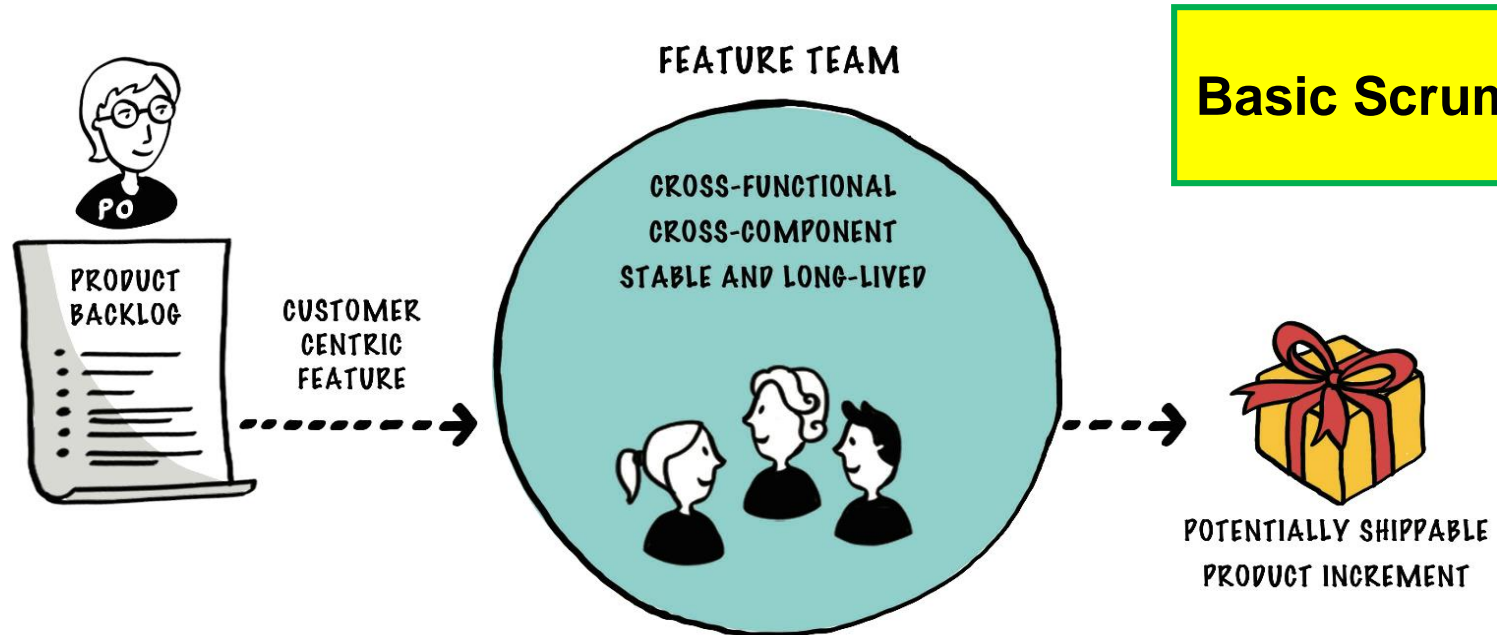 FEATURE TEAM
Basic Scrum
PO
PRODUCT
BACKLOG
CUSTOMER
CENTRIC
FEATURE
CROSS-FUNCTIONAL
CROSS-COMPONENT
STABLE AND LONG-LIVED
POTENTIALLY SHIPPABLE
PRODUCT INCREMENT